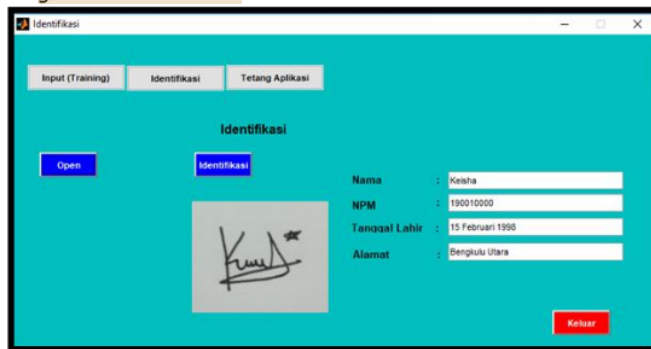 Identifikasi
Input (Training) Identifikasi Tetang Aplikasi
Identifikasi
Open Identifikasi
Nama : Keisha
NPM : 190010000
Tanggal Lahir : 15 Februari 1998
Alamat : Bengkulu Utara
Keluar